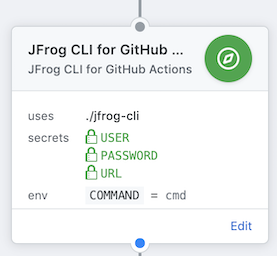 JFrog CLI for GitHub ...
JFrog CLI for GitHub Actions
uses ./jfrog-cli
secrets USER
PASSWORD
URL
env COMMAND = cmd
Edit